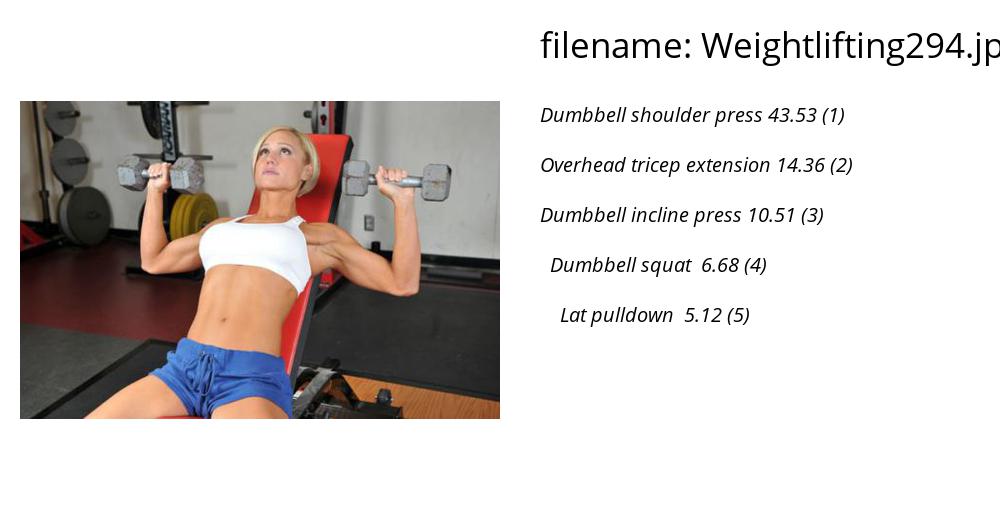 filename: Weightlifting294.jp
Dumbbell shoulder press 43.53 (1)
Overhead tricep extension 14.36 (2)
Dumbbell incline press 10.51 (3)
Dumbbell squat 6.68 (4)
Lat pulldown 5.12 (5)